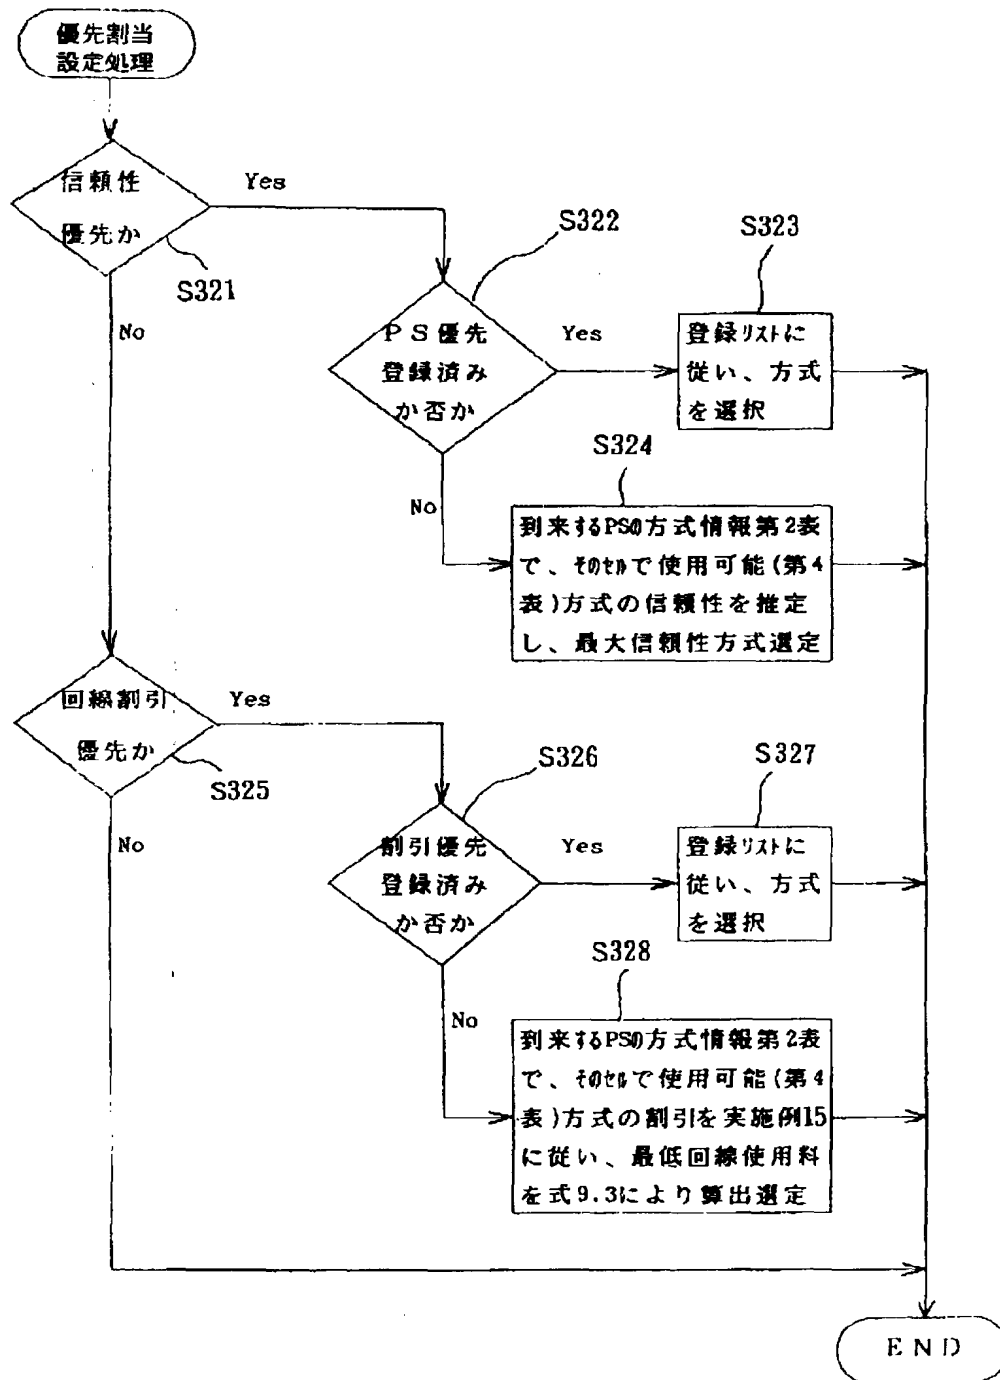 優先割当
設定処理
信頼性
優先か
Yes
S321
No
S322
PS優先
登録済み
か否か
Yes
No
S323
登録リストに
従い、方式
を選択
S324
到来するPSの方式情報第2表
で、そのセルで使用可能(第4
表)方式の信頼性を推定
し、最大信頼性方式選定
回線割引
優先か
Yes
S325
No
S326
割引優先
登録済み
か否か
Yes
No
S327
登録リストに
従い、方式
を選択
S328
到来するPSの方式情報第2表
で、そのセルで使用可能(第4
表)方式の割引を実施例15
に従い、最低回線使用料
を式9.3により算出選定
END